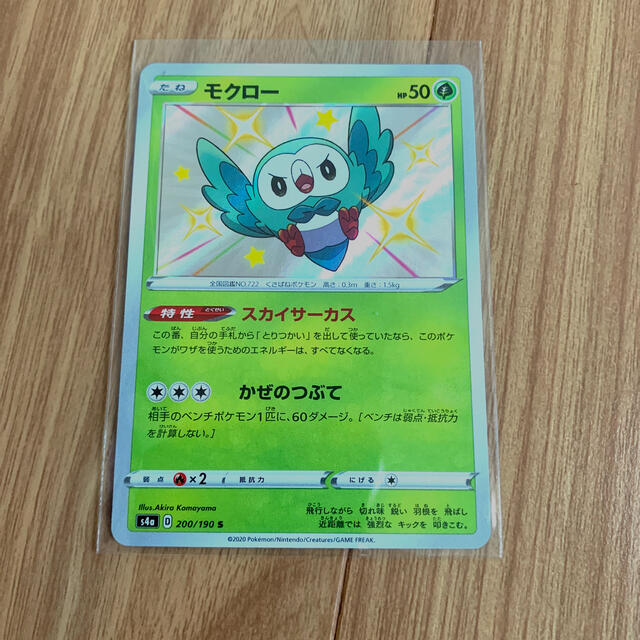 たね モクロー HP 50
全国図鑑NO.722 くさばねポケモン 高さ:0.3m 重さ:1.5kg
特性 とくせい スカイサーカス
この番、自分の手札から「とりつかい」を出して使っていたなら、このポケ
モンがワザを使うためのエネルギーは、すべてなくなる。
かぜのつぶて
相手のベンチポケモン1匹に、60ダメージ。[ベンチは弱点・抵抗力
を計算しない。]
弱点 ×2 抵抗力 にげる
Illus.Akira Komayama
飛行しながら 切れ味 鋭い 羽根を 飛ばし
近距離では 強烈な キックを 叩きこむ。
s4a D 200/190 S
©2020 Pokémon/Nintendo/Creatures/GAME FREAK.